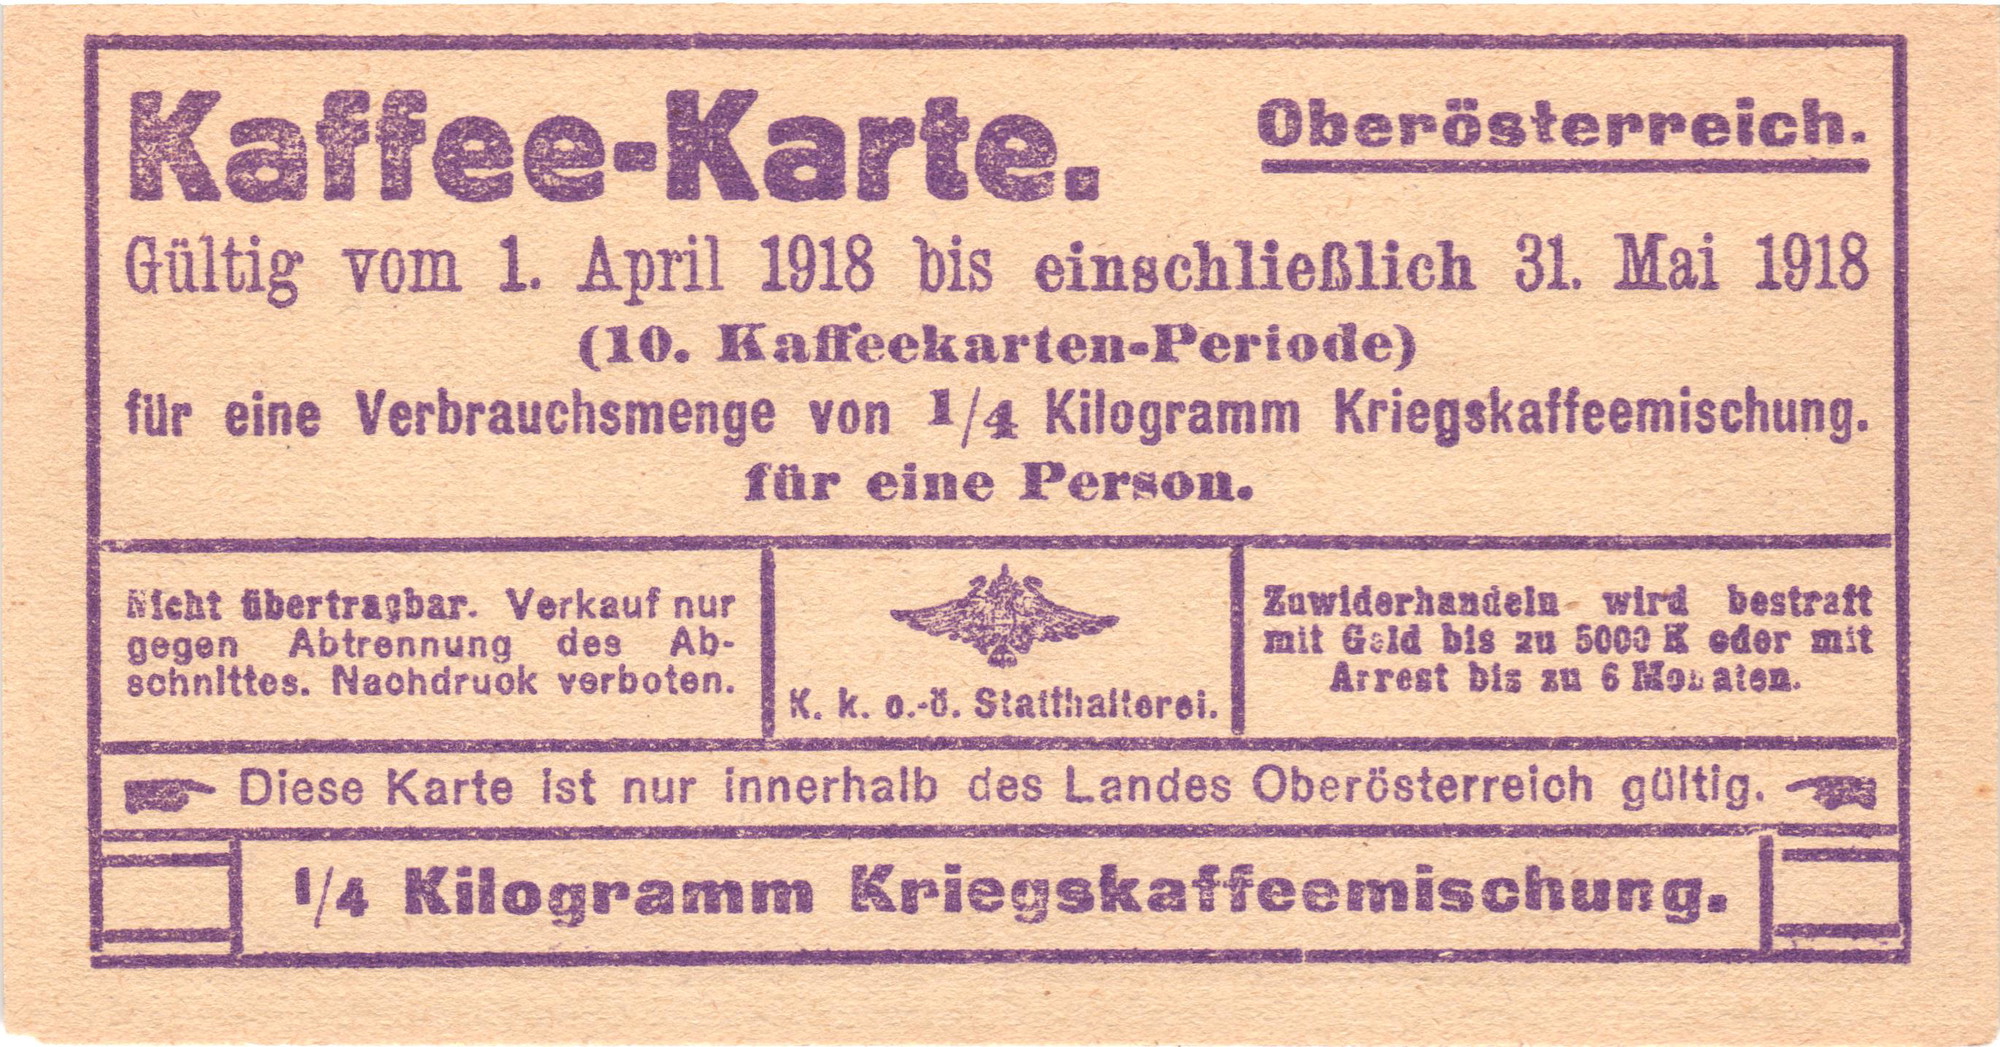 Kaffee-Karte.
Oberösterreich.
Gültig vom 1. April 1918 bis einschließlich 31. Mai 1918
(10. Kaffeekarten-Periode)
für eine Verbrauchsmenge von 1/4 Kilogramm Kriegskaffeemischung.
für eine Person.
Nicht übertragbar. Verkauf nur
gegen Abtrennung des Ab-
schnittes. Nachdruck verboten.
K. k. o.-ö. Statthalterei.
Zuwiderhandeln wird bestraft
mit Geld bis zu 5000 K oder mit
Arrest bis zu 6 Monaten.
Diese Karte ist nur innerhalb des Landes Oberösterreich gültig.
1/4 Kilogramm Kriegskaffeemischung.